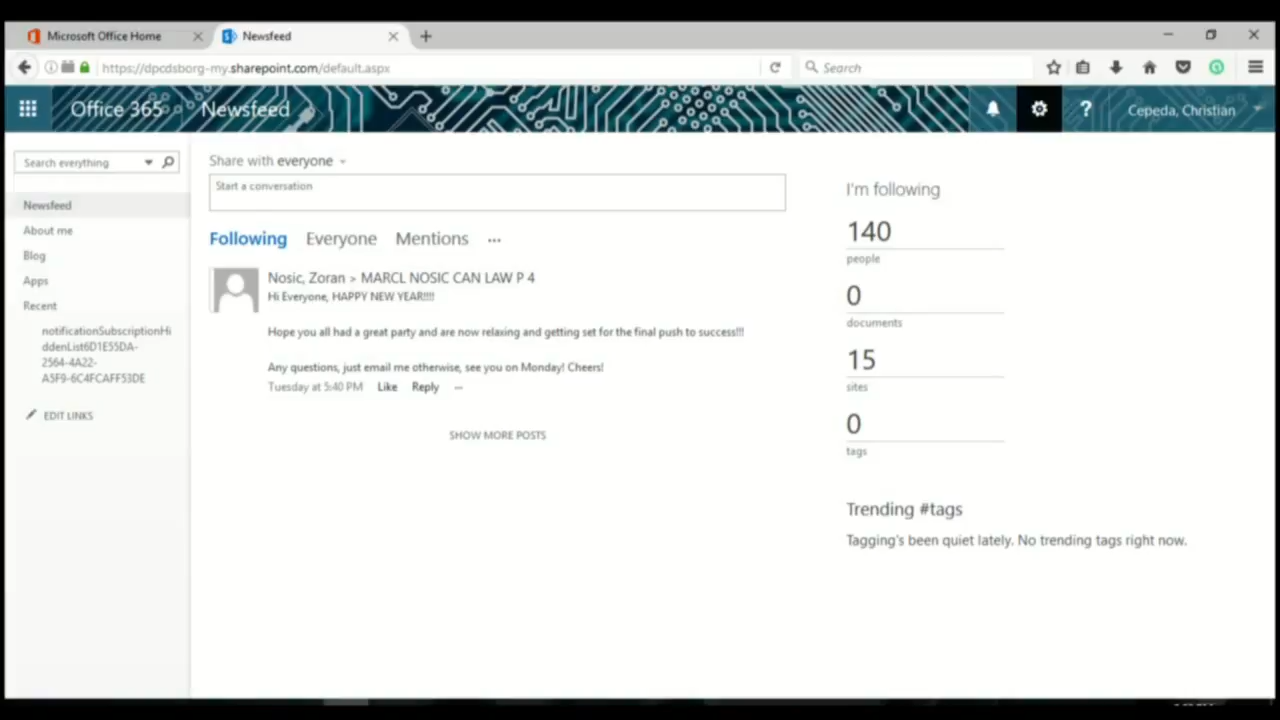 Microsoft Office Home
Newsfeed
https://dpcdsborg-my.sharepoint.com/default.aspx
Search
Office 365
Newsfeed
?
Cepeda, Christian
Search everything
Newsfeed
About me
Blog
Apps
Recent
notificationSubscriptionHi
ddenList6D1E55DA-
2564-4A22-
A5F9-6C4FCAFF53DE
EDIT LINKS
Share with everyone
Start a conversation
Following Everyone Mentions ...
Nosic, Zoran > MARCL NOSIC CAN LAW P 4
Hi Everyone, HAPPY NEW YEAR!!!!
Hope you all had a great party and are now relaxing and getting set for the final push to success!!!
Any questions, just email me otherwise, see you on Monday! Cheers!
Tuesday at 5:40 PM Like Reply ...
SHOW MORE POSTS
I'm following
140
people
0
documents
15
sites
0
tags
Trending #tags
Tagging's been quiet lately. No trending tags right now.